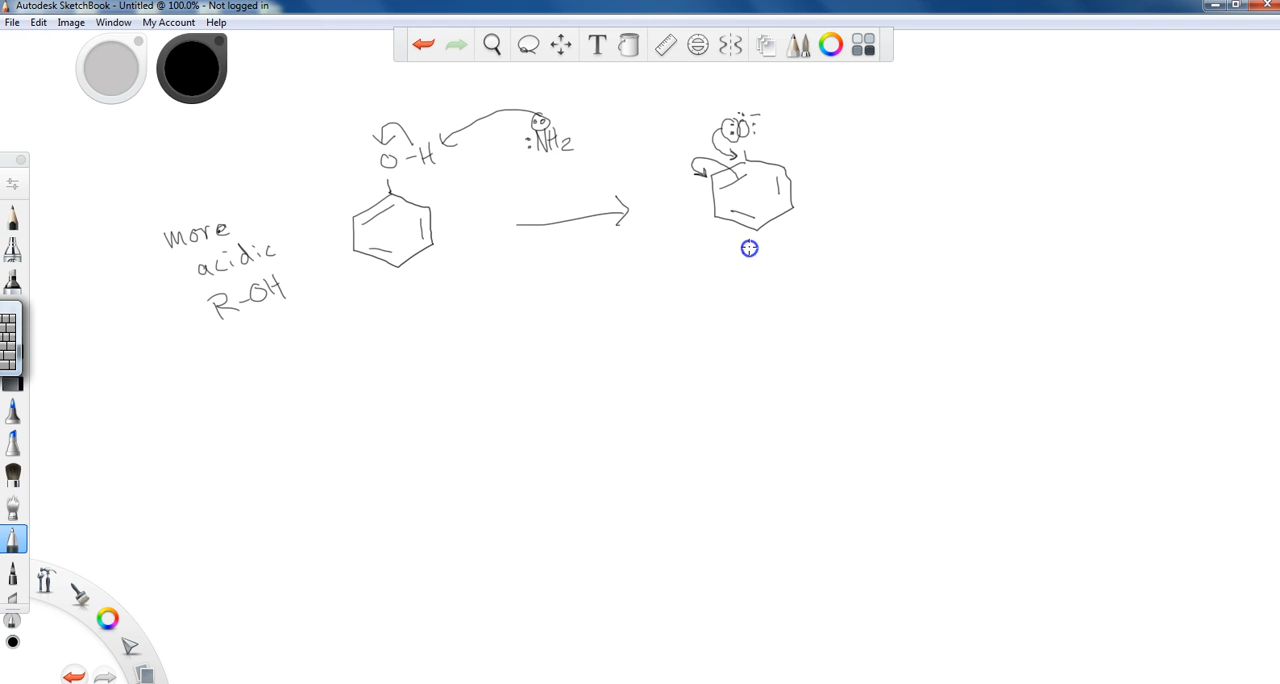 Autodesk SketchBook - Untitled @ 100.0% - Not logged in
File Edit Image Window My Account Help
T
O-H
:NH2
:Ö:⁻
more
acidic
R-OH